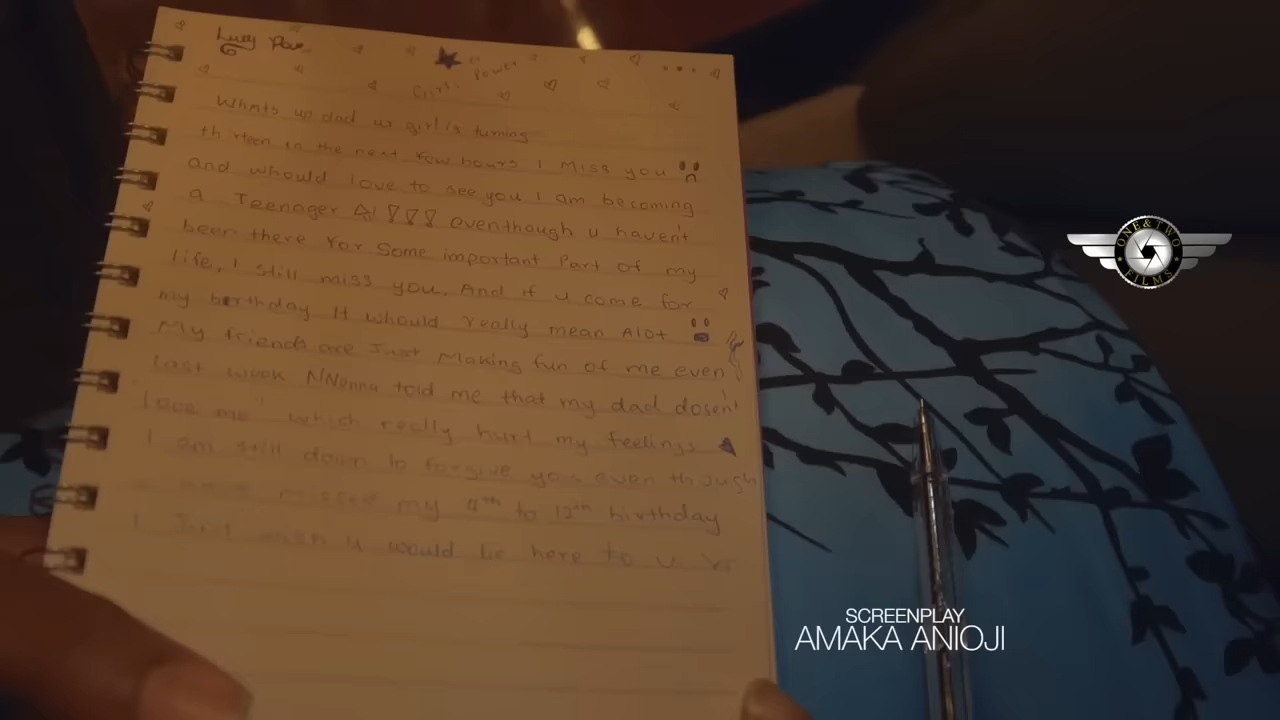 Girls Power
Whats up dad ur girl is turning
thirteen in the next few hours I miss you
and whould love to see you I am becoming
a Teenager !!! eventhough u haven't
been there for some important part of my
life, I still miss you. And if u come for
my birthday It whould really mean Alot
My friends are Just Making fun of me even
last week NNenna told me that my dad dosen't
love me" which really hurt my feelings
I am still down to forgive you even though
missed my 4th to 12th birthday
I Just wish u would be here to
ONE&TWO
FILMS
SCREENPLAY
AMAKA ANIOJI